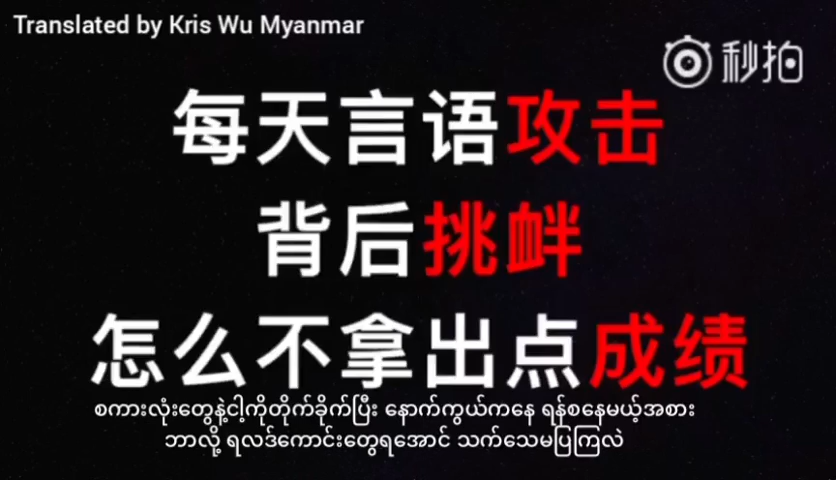 Translated by Kris Wu Myanmar
秒拍
每天言语攻击
背后挑衅
怎么不拿出点成绩
စကားလုံးတွေနဲ့ငါ့ကိုတိုက်ခိုက်ပြီး နောက်ကွယ်ကနေ ရန်စနေမယ့်အစား
ဘာလို့ ရလဒ်ကောင်းတွေရအောင် သက်သေမပြကြလဲ